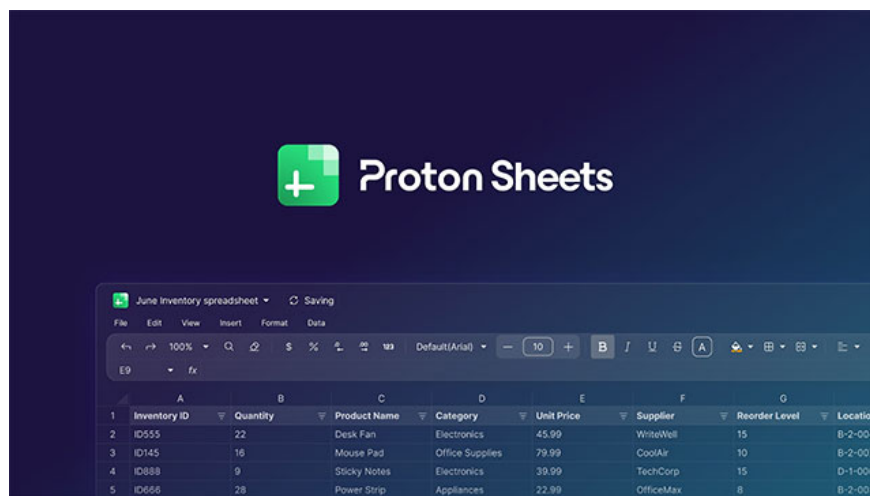 Proton Sheets
June Inventory spreadsheet Saving
File Edit View Insert Format Data
100% $ % .0 .00 123 Default(Arial) — 10 + B I U S A
E9 fx
A B C D E F G
1 Inventory ID Quantity Product Name Category Unit Price Supplier Reorder Level Locatio
2 ID555 22 Desk Fan Electronics 45.99 WriteWell 15 B-2-00
3 ID145 16 Mouse Pad Office Supplies 79.99 CoolAir 10 B-2-00
4 ID888 9 Sticky Notes Electronics 39.99 TechCorp 15 D-1-00
5 ID666 28 Power Strip Appliances 22.99 OfficeMax 8 B-2-00